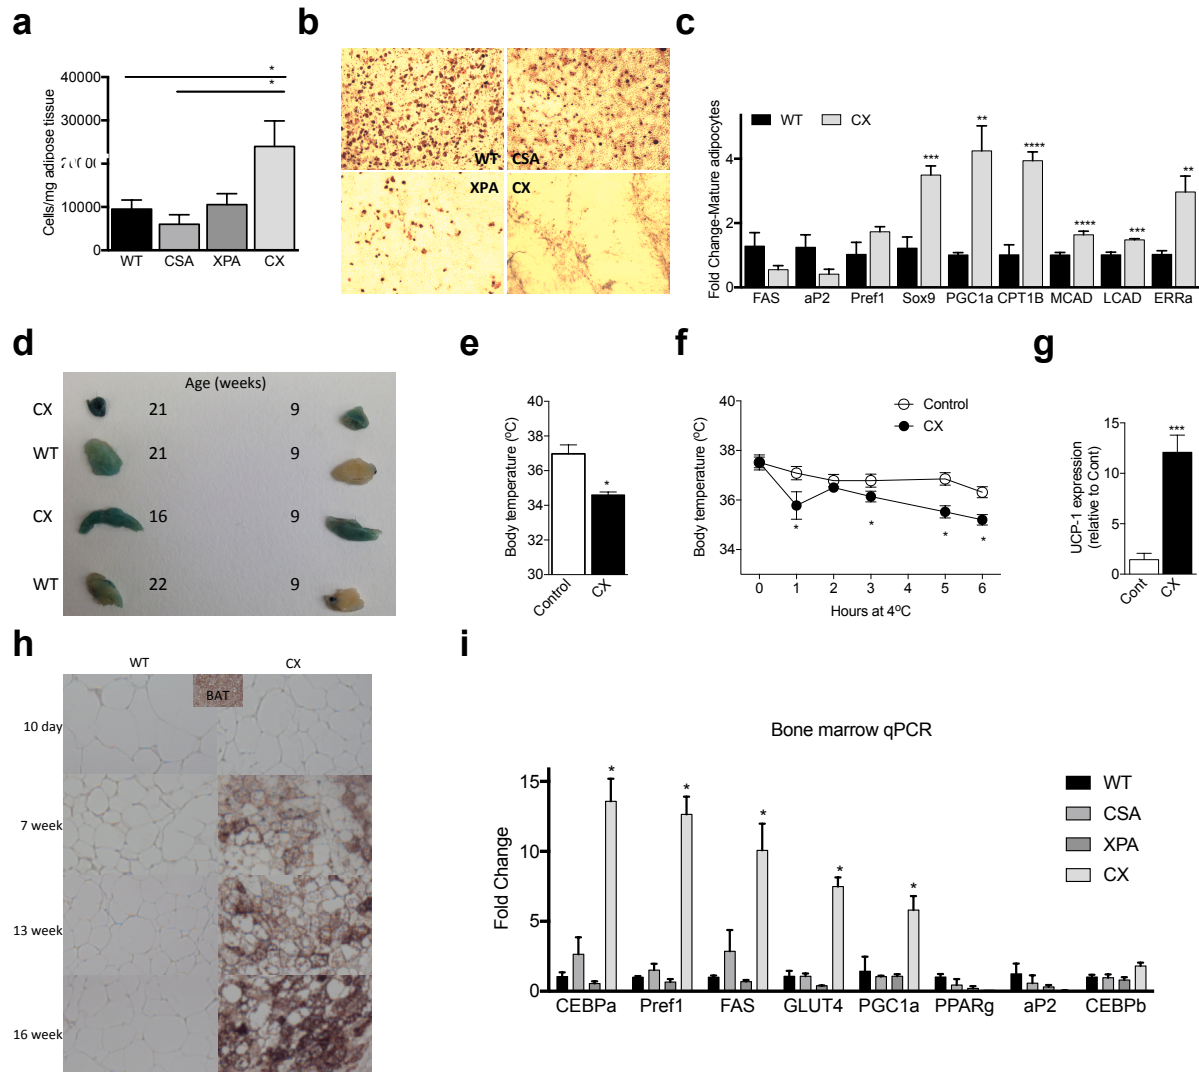 a
Cells/mg adipose tissue
40000
30000
10000
0
*
*
WT CSA XPA CX
b
WT CSA
XPA CX
c
Fold Change-Mature adipocytes
WT CX
4
2
0
*** ** **** **** *** **
FAS aP2 Pref1 Sox9 PGC1a CPT1B MCAD LCAD ERRa
d
Age (weeks)
CX 21 9
WT 21 9
CX 16 9
WT 22 9
e
Body temperature (ºC)
40
38
36
34
32
30
*
Control CX
f
Body temperature (ºC)
Control
CX
40
38
36
34
* * * *
0 1 2 3 4 5 6
Hours at 4ºC
g
UCP-1 expression
(relative to Cont)
15
10
5
0
***
Cont CX
h
WT CX
BAT
10 day
7 week
13 week
16 week
i
Bone marrow qPCR
Fold Change
15
10
5
0
* * * * *
WT
CSA
XPA
CX
CEBPa Pref1 FAS GLUT4 PGC1a PPARg aP2 CEBPb